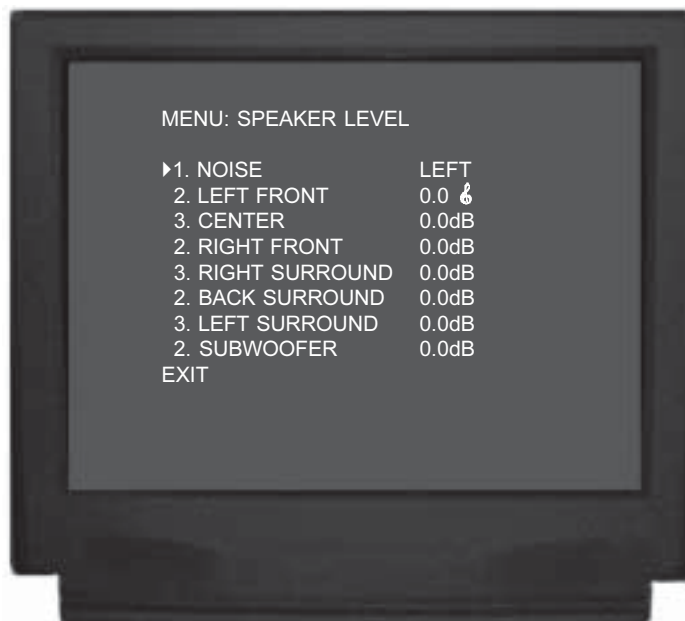 MENU: SPEAKER LEVEL
1. NOISE LEFT
2. LEFT FRONT 0.0
3. CENTER 0.0dB
2. RIGHT FRONT 0.0dB
3. RIGHT SURROUND 0.0dB
2. BACK SURROUND 0.0dB
3. LEFT SURROUND 0.0dB
2. SUBWOOFER 0.0dB
EXIT